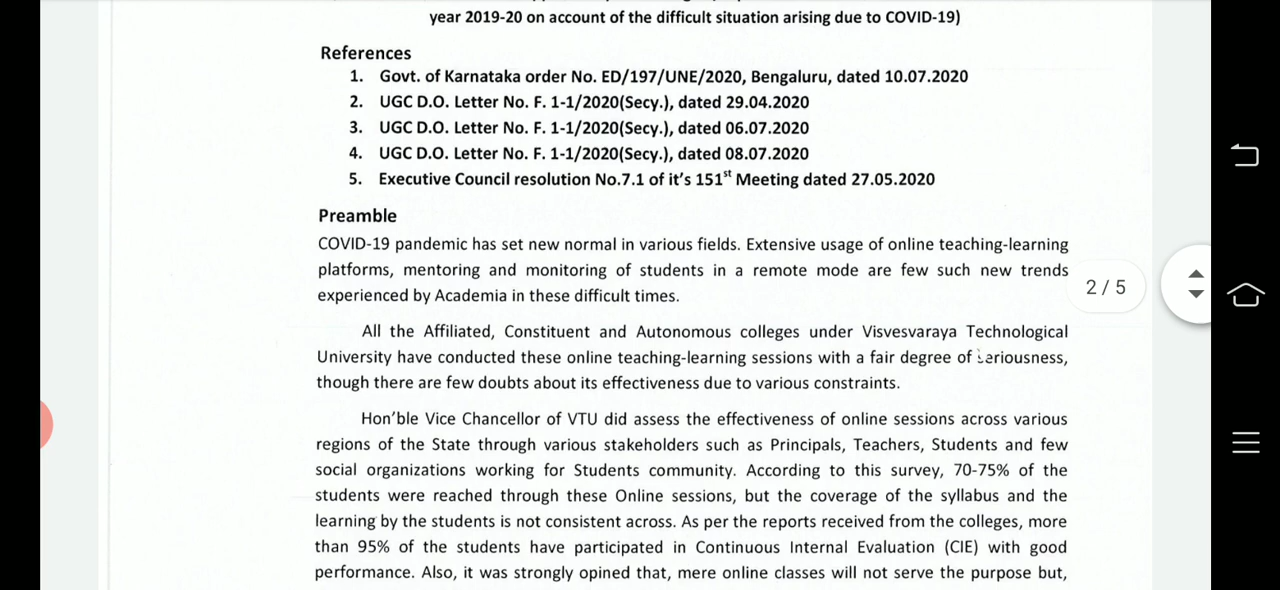 year 2019-20 on account of the difficult situation arising due to COVID-19)
References
1. Govt. of Karnataka order No. ED/197/UNE/2020, Bengaluru, dated 10.07.2020
2. UGC D.O. Letter No. F. 1-1/2020(Secy.), dated 29.04.2020
3. UGC D.O. Letter No. F. 1-1/2020(Secy.), dated 06.07.2020
4. UGC D.O. Letter No. F. 1-1/2020(Secy.), dated 08.07.2020
5. Executive Council resolution No.7.1 of it's 151st Meeting dated 27.05.2020
Preamble
COVID-19 pandemic has set new normal in various fields. Extensive usage of online teaching-learning
platforms, mentoring and monitoring of students in a remote mode are few such new trends
experienced by Academia in these difficult times.
2 / 5
All the Affiliated, Constituent and Autonomous colleges under Visvesvaraya Technological
University have conducted these online teaching-learning sessions with a fair degree of seriousness,
though there are few doubts about its effectiveness due to various constraints.
Hon'ble Vice Chancellor of VTU did assess the effectiveness of online sessions across various
regions of the State through various stakeholders such as Principals, Teachers, Students and few
social organizations working for Students community. According to this survey, 70-75% of the
students were reached through these Online sessions, but the coverage of the syllabus and the
learning by the students is not consistent across. As per the reports received from the colleges, more
than 95% of the students have participated in Continuous Internal Evaluation (CIE) with good
performance. Also, it was strongly opined that, mere online classes will not serve the purpose but,